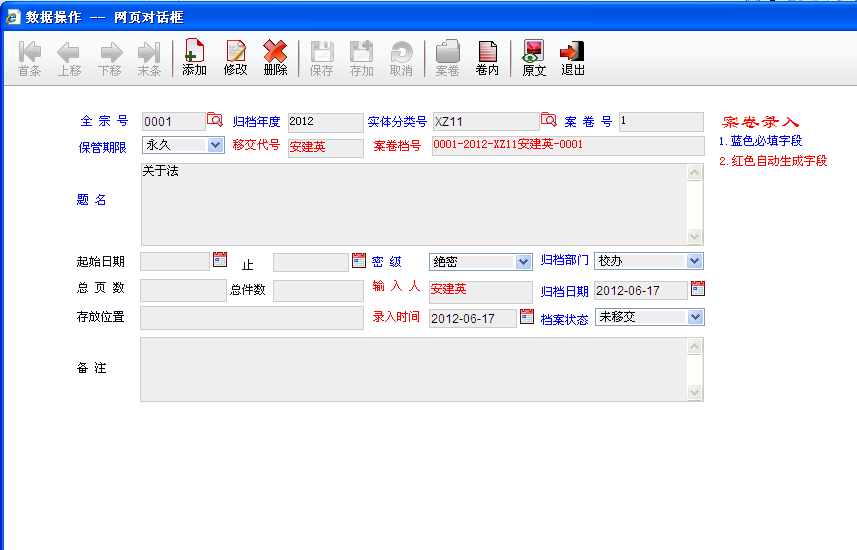 数据操作 -- 网页对话框
首条 上移 下移 末条 添加 修改 删除 保存 存加 取消 案卷 卷内 原文 退出
全 宗 号 0001 归档年度 2012 实体分类号 XZ11 案 卷 号 1 案卷录入
保管期限 永久 移交代号 安建英 案卷档号 0001-2012-XZ11安建英-0001 1.蓝色必填字段
2.红色自动生成字段
题 名 关于法
起始日期 止 密 级 绝密 归档部门 校办
总 页 数 总件数 输 入 人 安建英 归档日期 2012-06-17
存放位置 录入时间 2012-06-17 档案状态 未移交
备 注